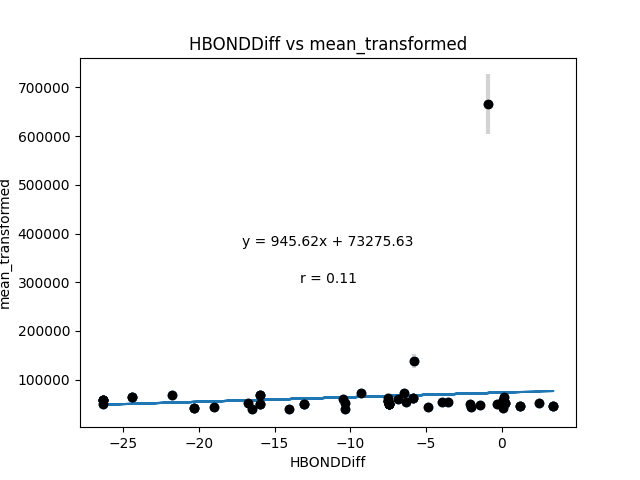 HBONDDiff vs mean_transformed
700000
600000
500000
400000
300000
200000
100000
mean_transformed
y = 945.62x + 73275.63
r = 0.11
−25
−20
−15
−10
−5
0
HBONDDiff